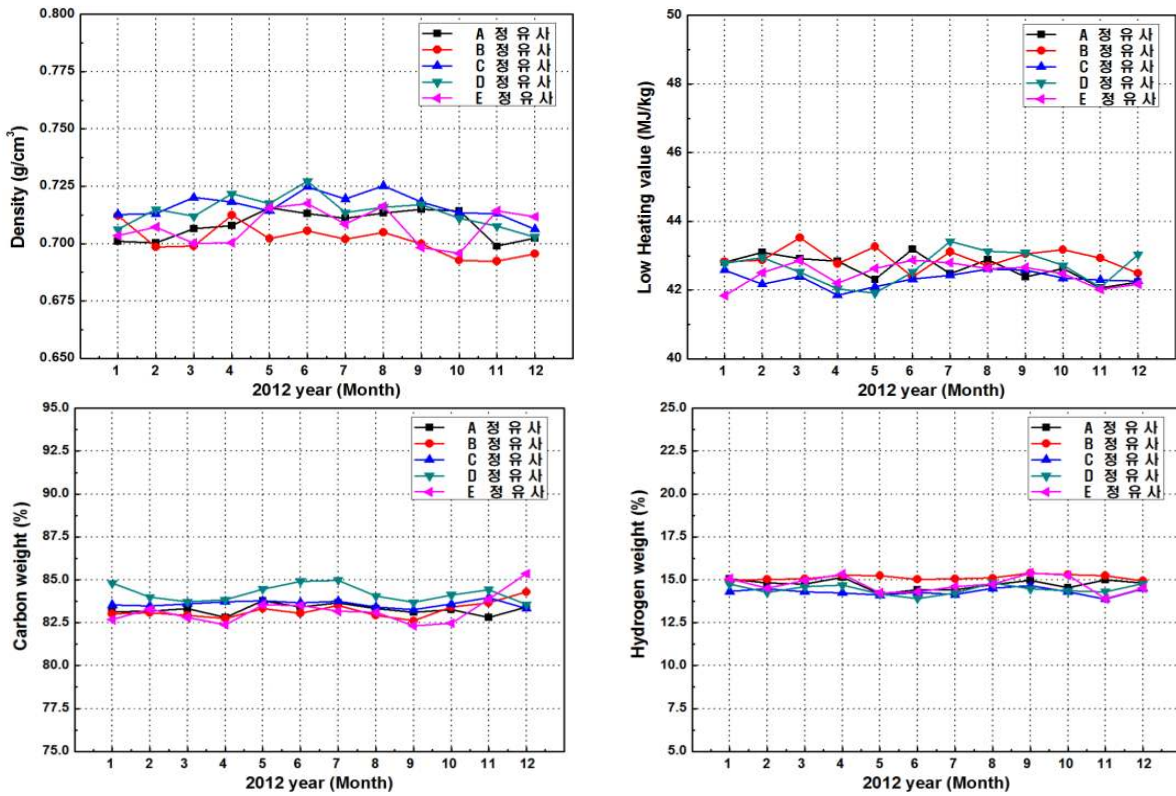 0.800
0.775
0.750
0.725
0.700
0.675
0.650
Density (g/cm³)
A 정 유 사
B 정유사
C 정유사
D 정유사
E 정 유 사
1 2 3 4 5 6 7 8 9 10 11 12
2012 year (Month)
50
48
46
44
42
40
Low Heating value (MJ/kg)
A 정 유 사
B 정유사
C 정유사
D 정유사
E 정 유 사
1 2 3 4 5 6 7 8 9 10 11 12
2012 year (Month)
95.0
92.5
90.0
87.5
85.0
82.5
80.0
77.5
75.0
Carbon weight (%)
A 정 유 사
B 정유사
C 정유사
D 정유사
E 정 유 사
1 2 3 4 5 6 7 8 9 10 11 12
2012 year (Month)
25.0
22.5
20.0
17.5
15.0
12.5
10.0
7.5
5.0
Hydrogen weight (%)
A 정 유 사
B 정유사
C 정유사
D 정유사
E 정 유 사
1 2 3 4 5 6 7 8 9 10 11 12
2012 year (Month)